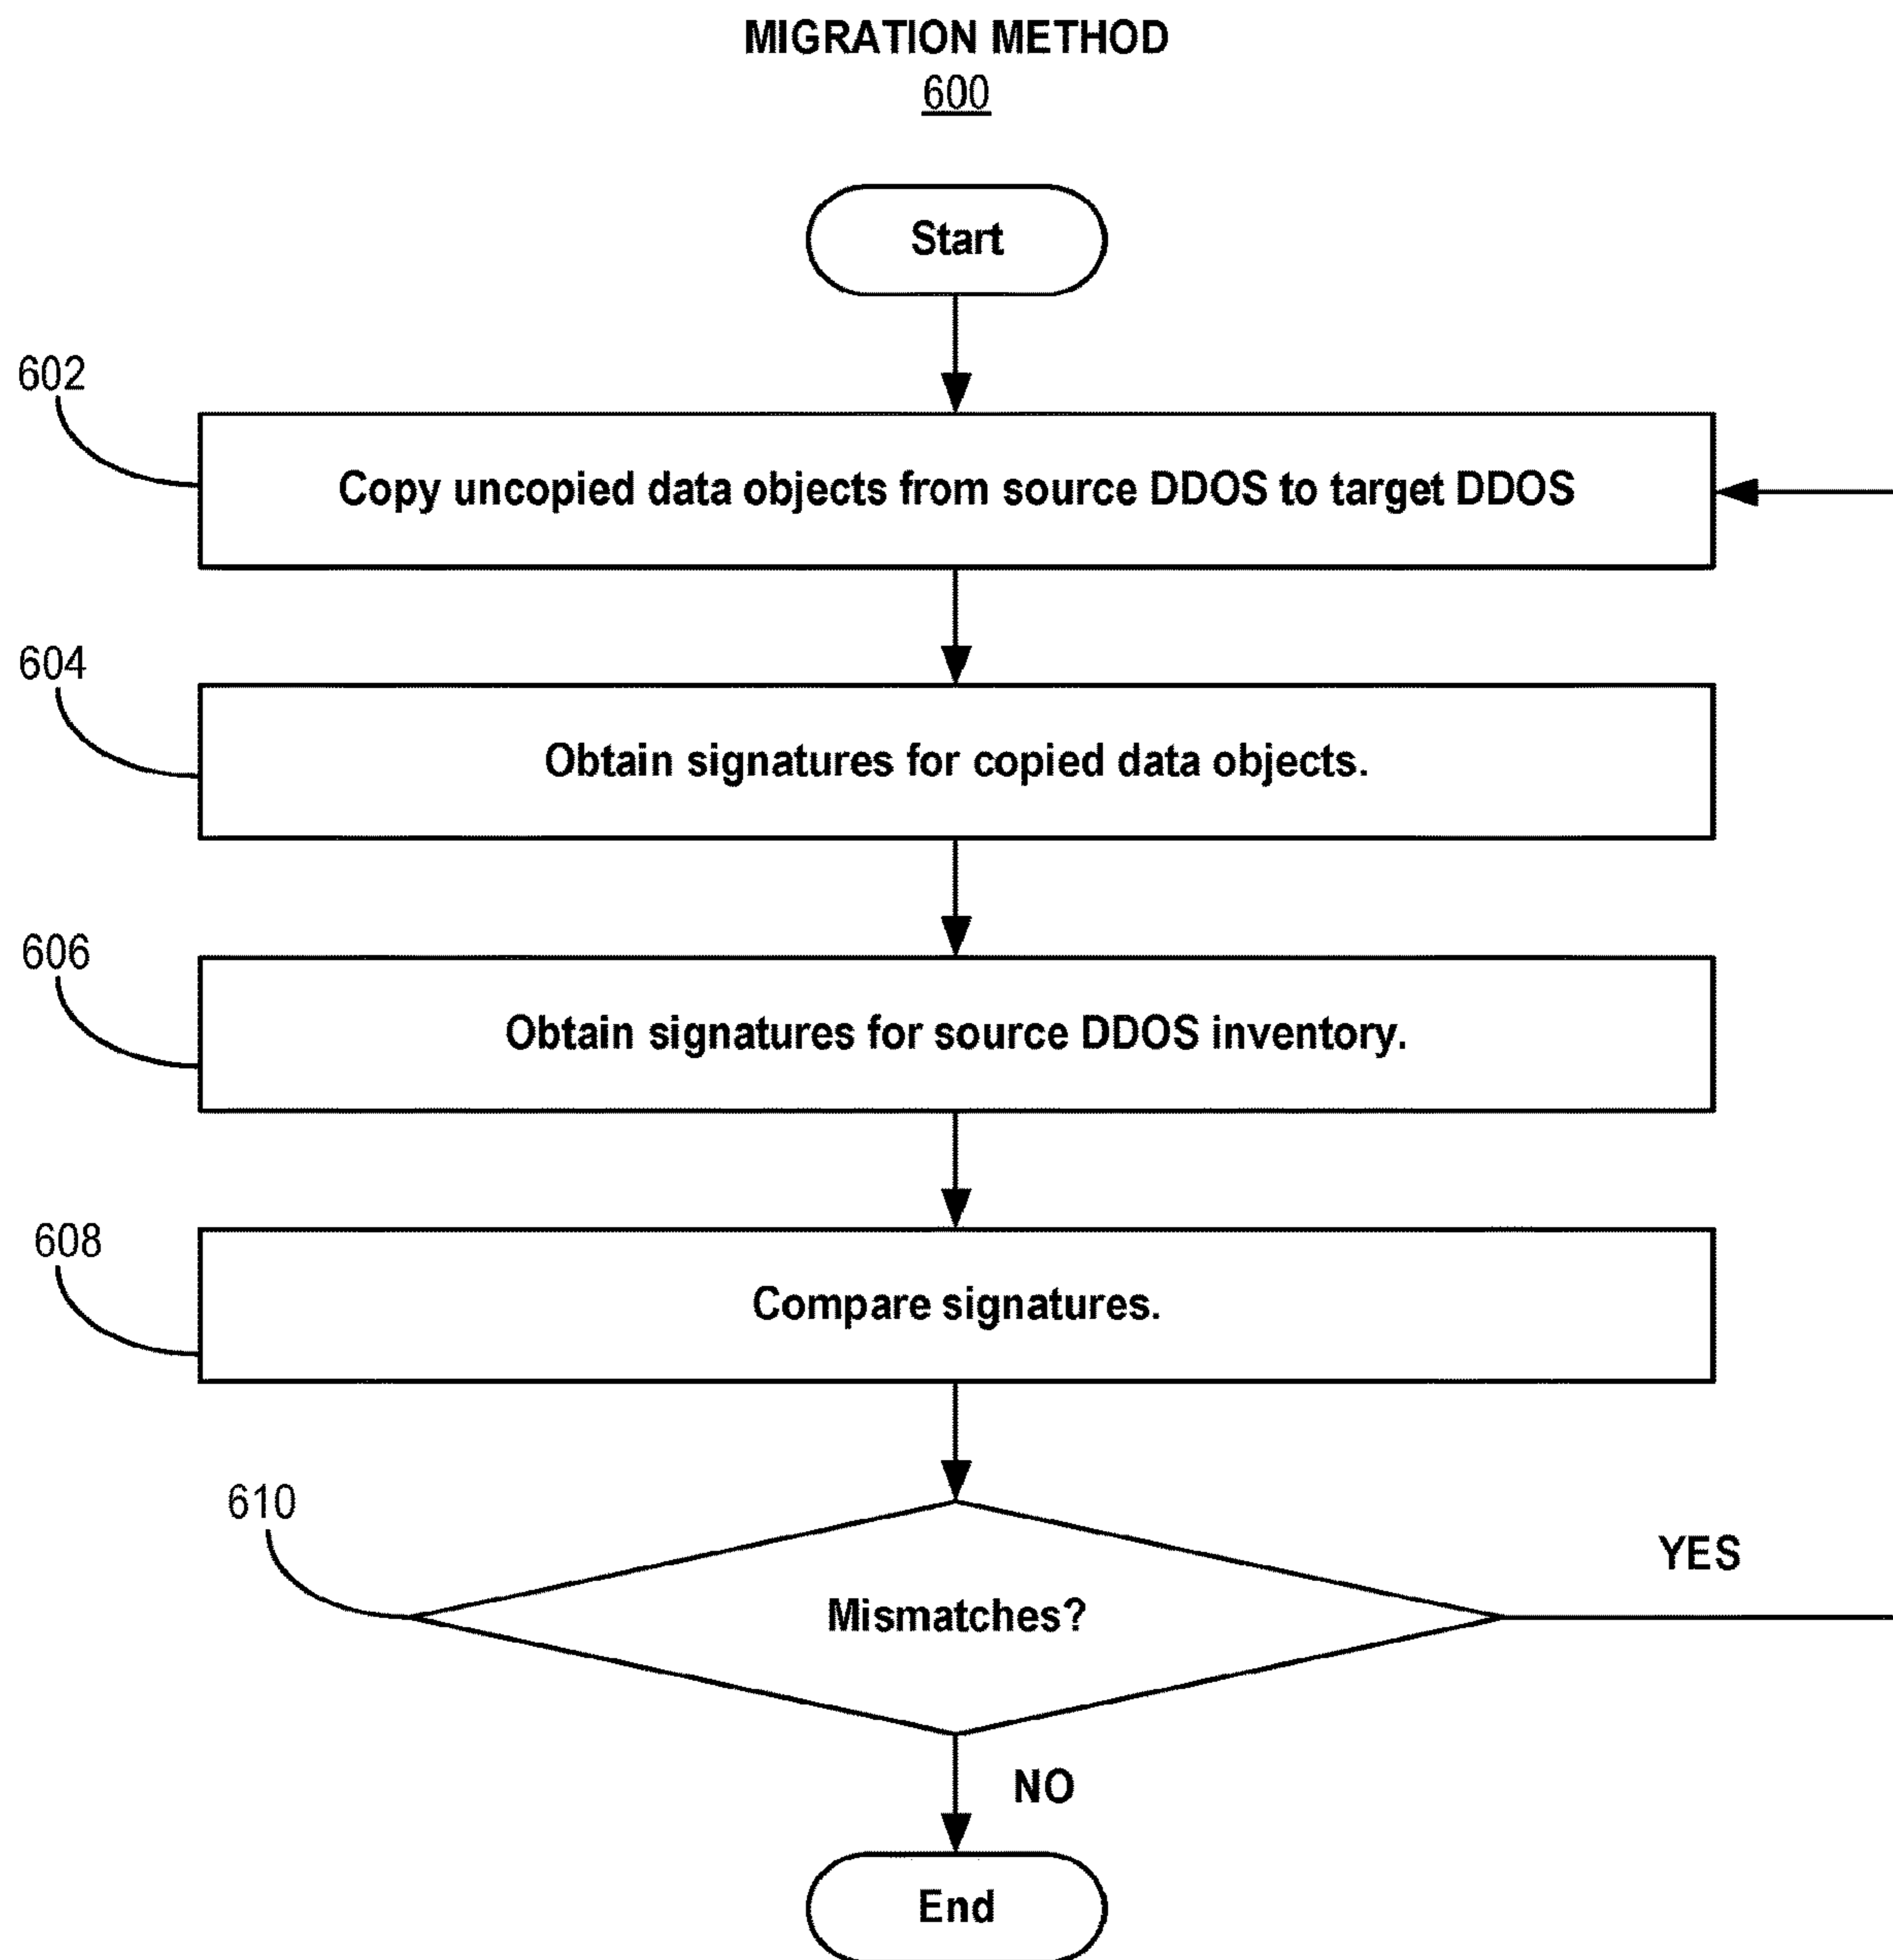 MIGRATION METHOD
600
Start
602
Copy uncopied data objects from source DDOS to target DDOS
604
Obtain signatures for copied data objects.
606
Obtain signatures for source DDOS inventory.
608
Compare signatures.
610
Mismatches?
YES
NO
End